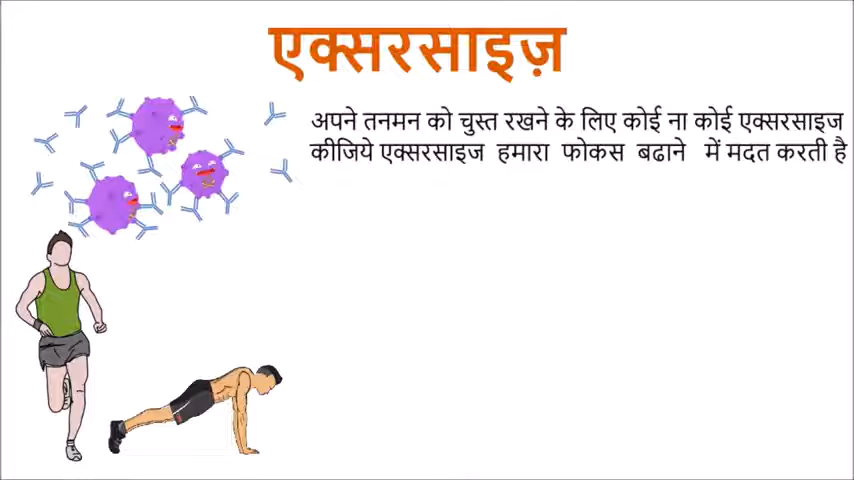 एक्सरसाइज़
अपने तनमन को चुस्त रखने के लिए कोई ना कोई एक्सरसाइज
कीजिये एक्सरसाइज हमारा फोकस बढाने में मदत करती है